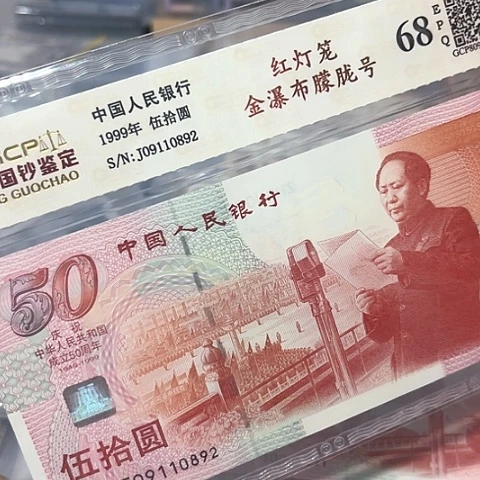 中国人民银行
1999年 伍拾圆
S/N:J09110892
红灯笼
金瀑布朦胧号
68
EPQ
GCP809
CP
国钞鉴定
G GUOCHAO
中国人民银行
50
庆祝
中华人民共和国
成立50周年
1949-1999
伍拾圆
J09110892